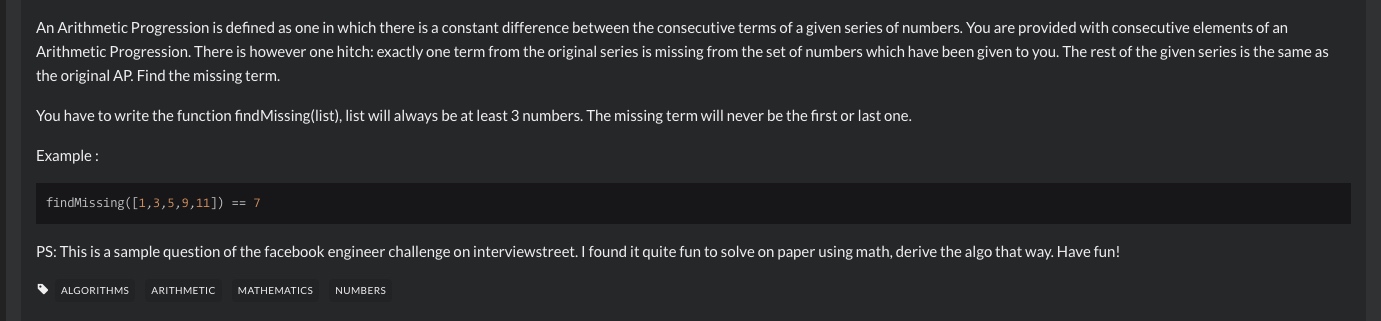 An Arithmetic Progression is defined as one in which there is a constant difference between the consecutive terms of a given series of numbers. You are provided with consecutive elements of an
Arithmetic Progression. There is however one hitch: exactly one term from the original series is missing from the set of numbers which have been given to you. The rest of the given series is the same as
the original AP. Find the missing term.
You have to write the function findMissing(list), list will always be at least 3 numbers. The missing term will never be the first or last one.
Example :
findMissing([1,3,5,9,11]) == 7
PS: This is a sample question of the facebook engineer challenge on interviewstreet. I found it quite fun to solve on paper using math, derive the algo that way. Have fun!
ALGORITHMS ARITHMETIC MATHEMATICS NUMBERS